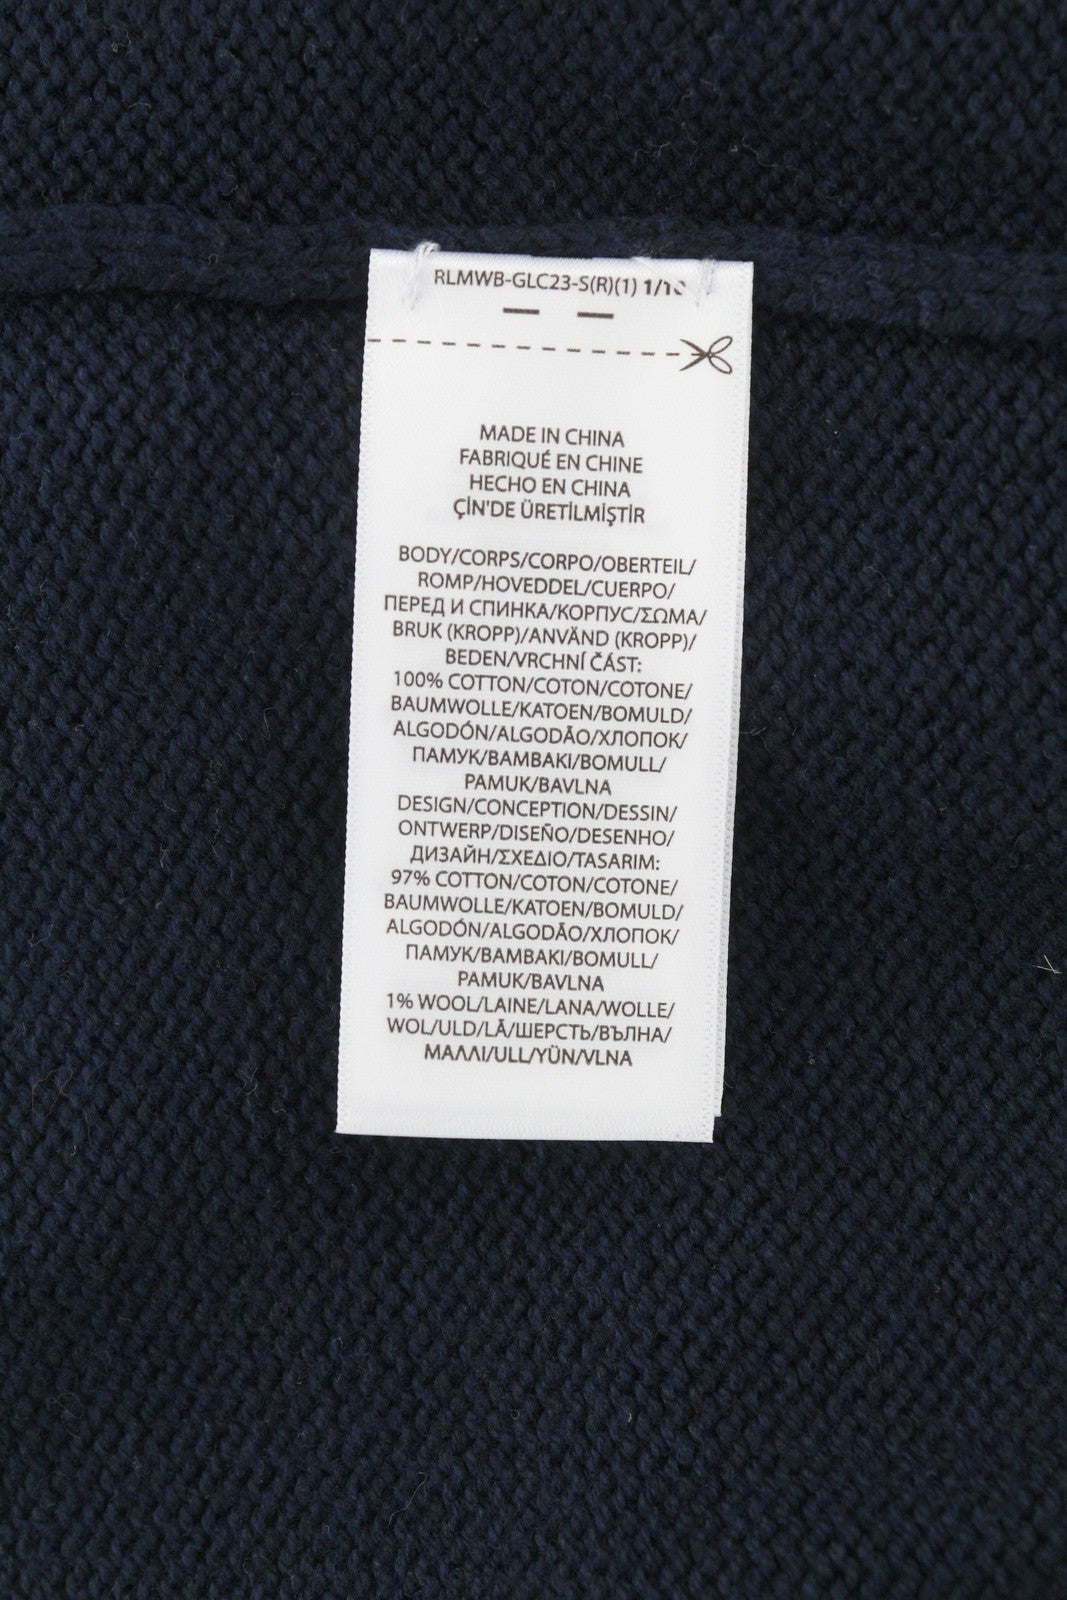 RLMWB-GLC23-S(R)(1)
MADE IN CHINA
FABRIQUÉ EN CHINE
HECHO EN CHINA
ÇİN'DE ÜRETİLMİŞTİR
BODY/CORPS/CORPO/OBERTEIL/
ROMP/HOVEDDEL/CUERPO/
ПЕРЕД И СПИНКА/КОРПУС/ΣΩΜΑ/
BRUK (KROPP)/ANVÄND (KROPP)/
BEDEN/VRCHNÍ ČÁST:
100% COTTON/COTON/COTONE/
BAUMWOLLE/KATOEN/BOMULD/
ALGODÓN/ALGODÃO/ХЛОПОК/
ПАМУК/BAMBAKI/BOMULL/
PAMUK/BAVLNA
DESIGN/CONCEPTION/DESSIN/
ONTWERP/DISEÑO/DESENHO/
ДИЗАЙН/ΣΧΕΔΙΟ/TASARIM:
97% COTTON/COTON/COTONE/
BAUMWOLLE/KATOEN/BOMULD/
ALGODÓN/ALGODÃO/ХЛОПОК/
ПАМУК/BAMBAKI/BOMULL/
PAMUK/BAVLNA
1% WOOL/LAINE/LANA/WOLLE/
WOL/ULD/LÃ/ШЕРСТЬ/ВЪЛНА/
ΜΑΛΛΙ/ULL/YÜN/VLNA